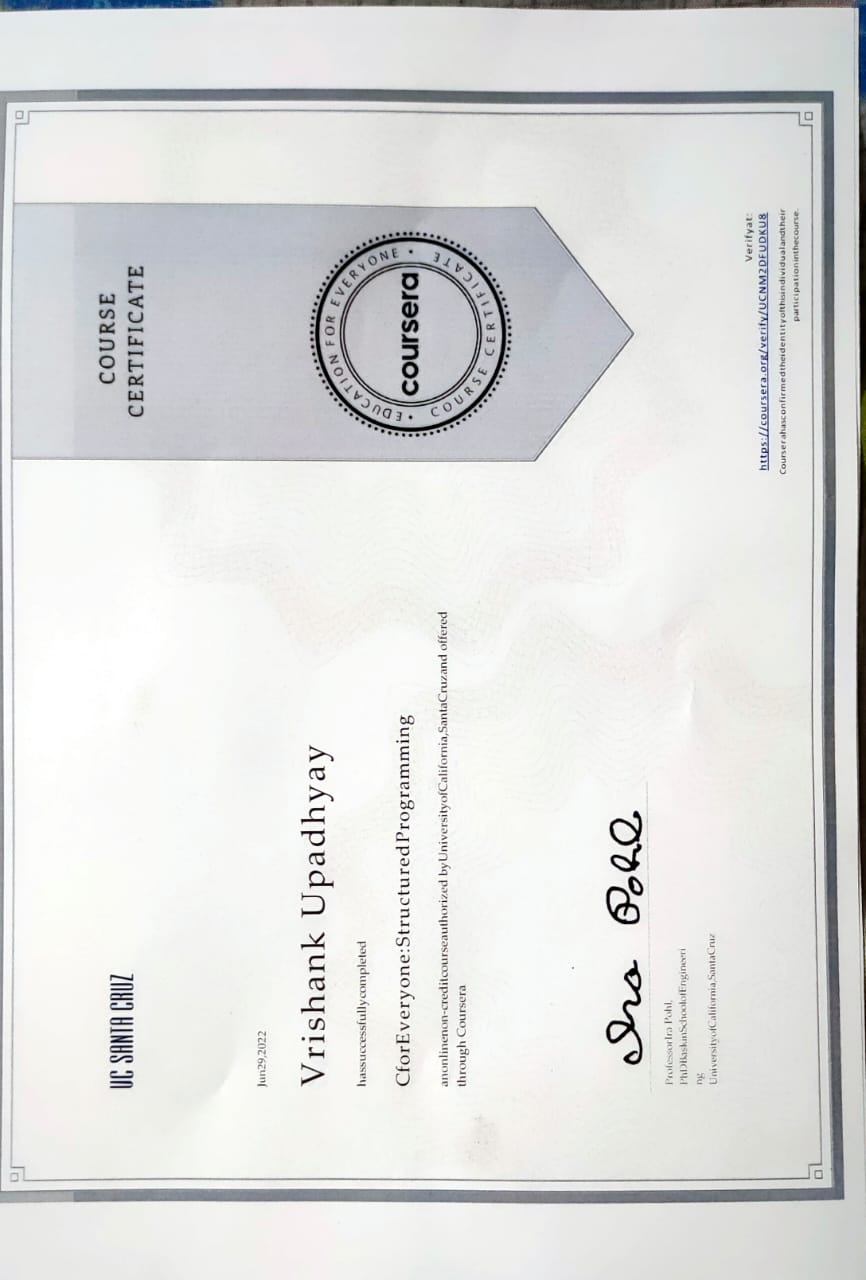 UC SANTA CRUZ
COURSE
CERTIFICATE
Jun29,2022
Vrishank Upadhyay
hassuccessfullycompleted
CforEveryone:StructuredProgramming
anonlinenon-creditcourseauthorized byUniversityofCalifornia,SantaCruzand offered
through Coursera
EDUCATION FOR EVERYONE
coursera
COURSE CERTIFICATE
Ira Pohl
ProfessorIra Pohl,
PhDBaskinSchoolofEngineeri
ng
UniversityofCalifornia,SantaCruz
Verifyat:
https://coursera.org/verify/UCNM2DFUDKU8
Courserahasconfirmedtheidentityofthisindividualandtheir
participationinthecourse.